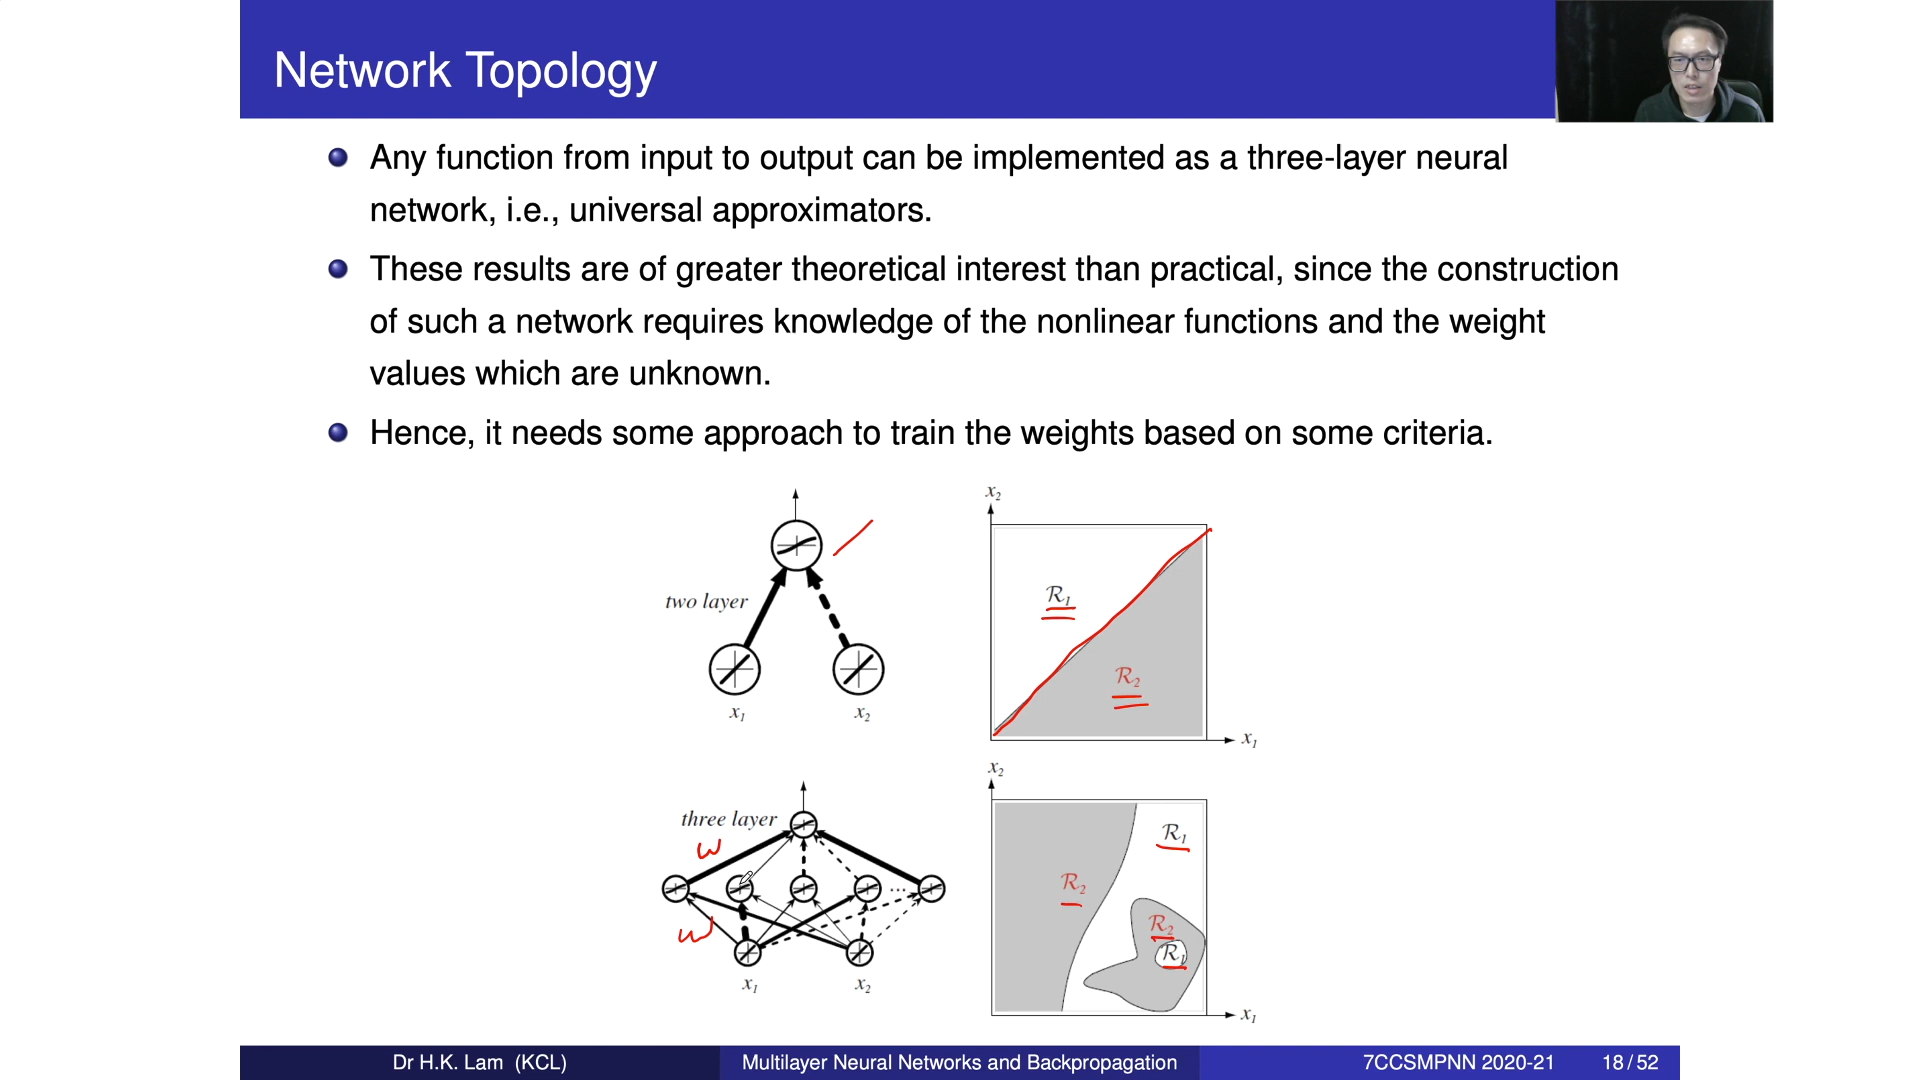 Network Topology
Any function from input to output can be implemented as a three-layer neural
network, i.e., universal approximators.
These results are of greater theoretical interest than practical, since the construction
of such a network requires knowledge of the nonlinear functions and the weight
values which are unknown.
Hence, it needs some approach to train the weights based on some criteria.
two layer
x₁
x₂
x₂
R₁
R₂
x₁
three layer
w
w
...
x₁
x₂
x₂
R₁
R₂
R₂
R₁
x₁
Dr H.K. Lam (KCL)
Multilayer Neural Networks and Backpropagation
7CCSMPNN 2020-21
18/52